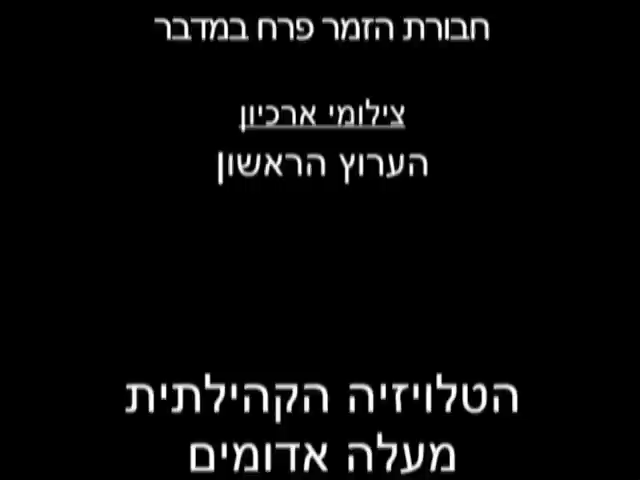 חבורת הזמר פרח במדבר
צילומי ארכיון
הערוץ הראשון
הטלויזיה הקהילתית
מעלה אדומים